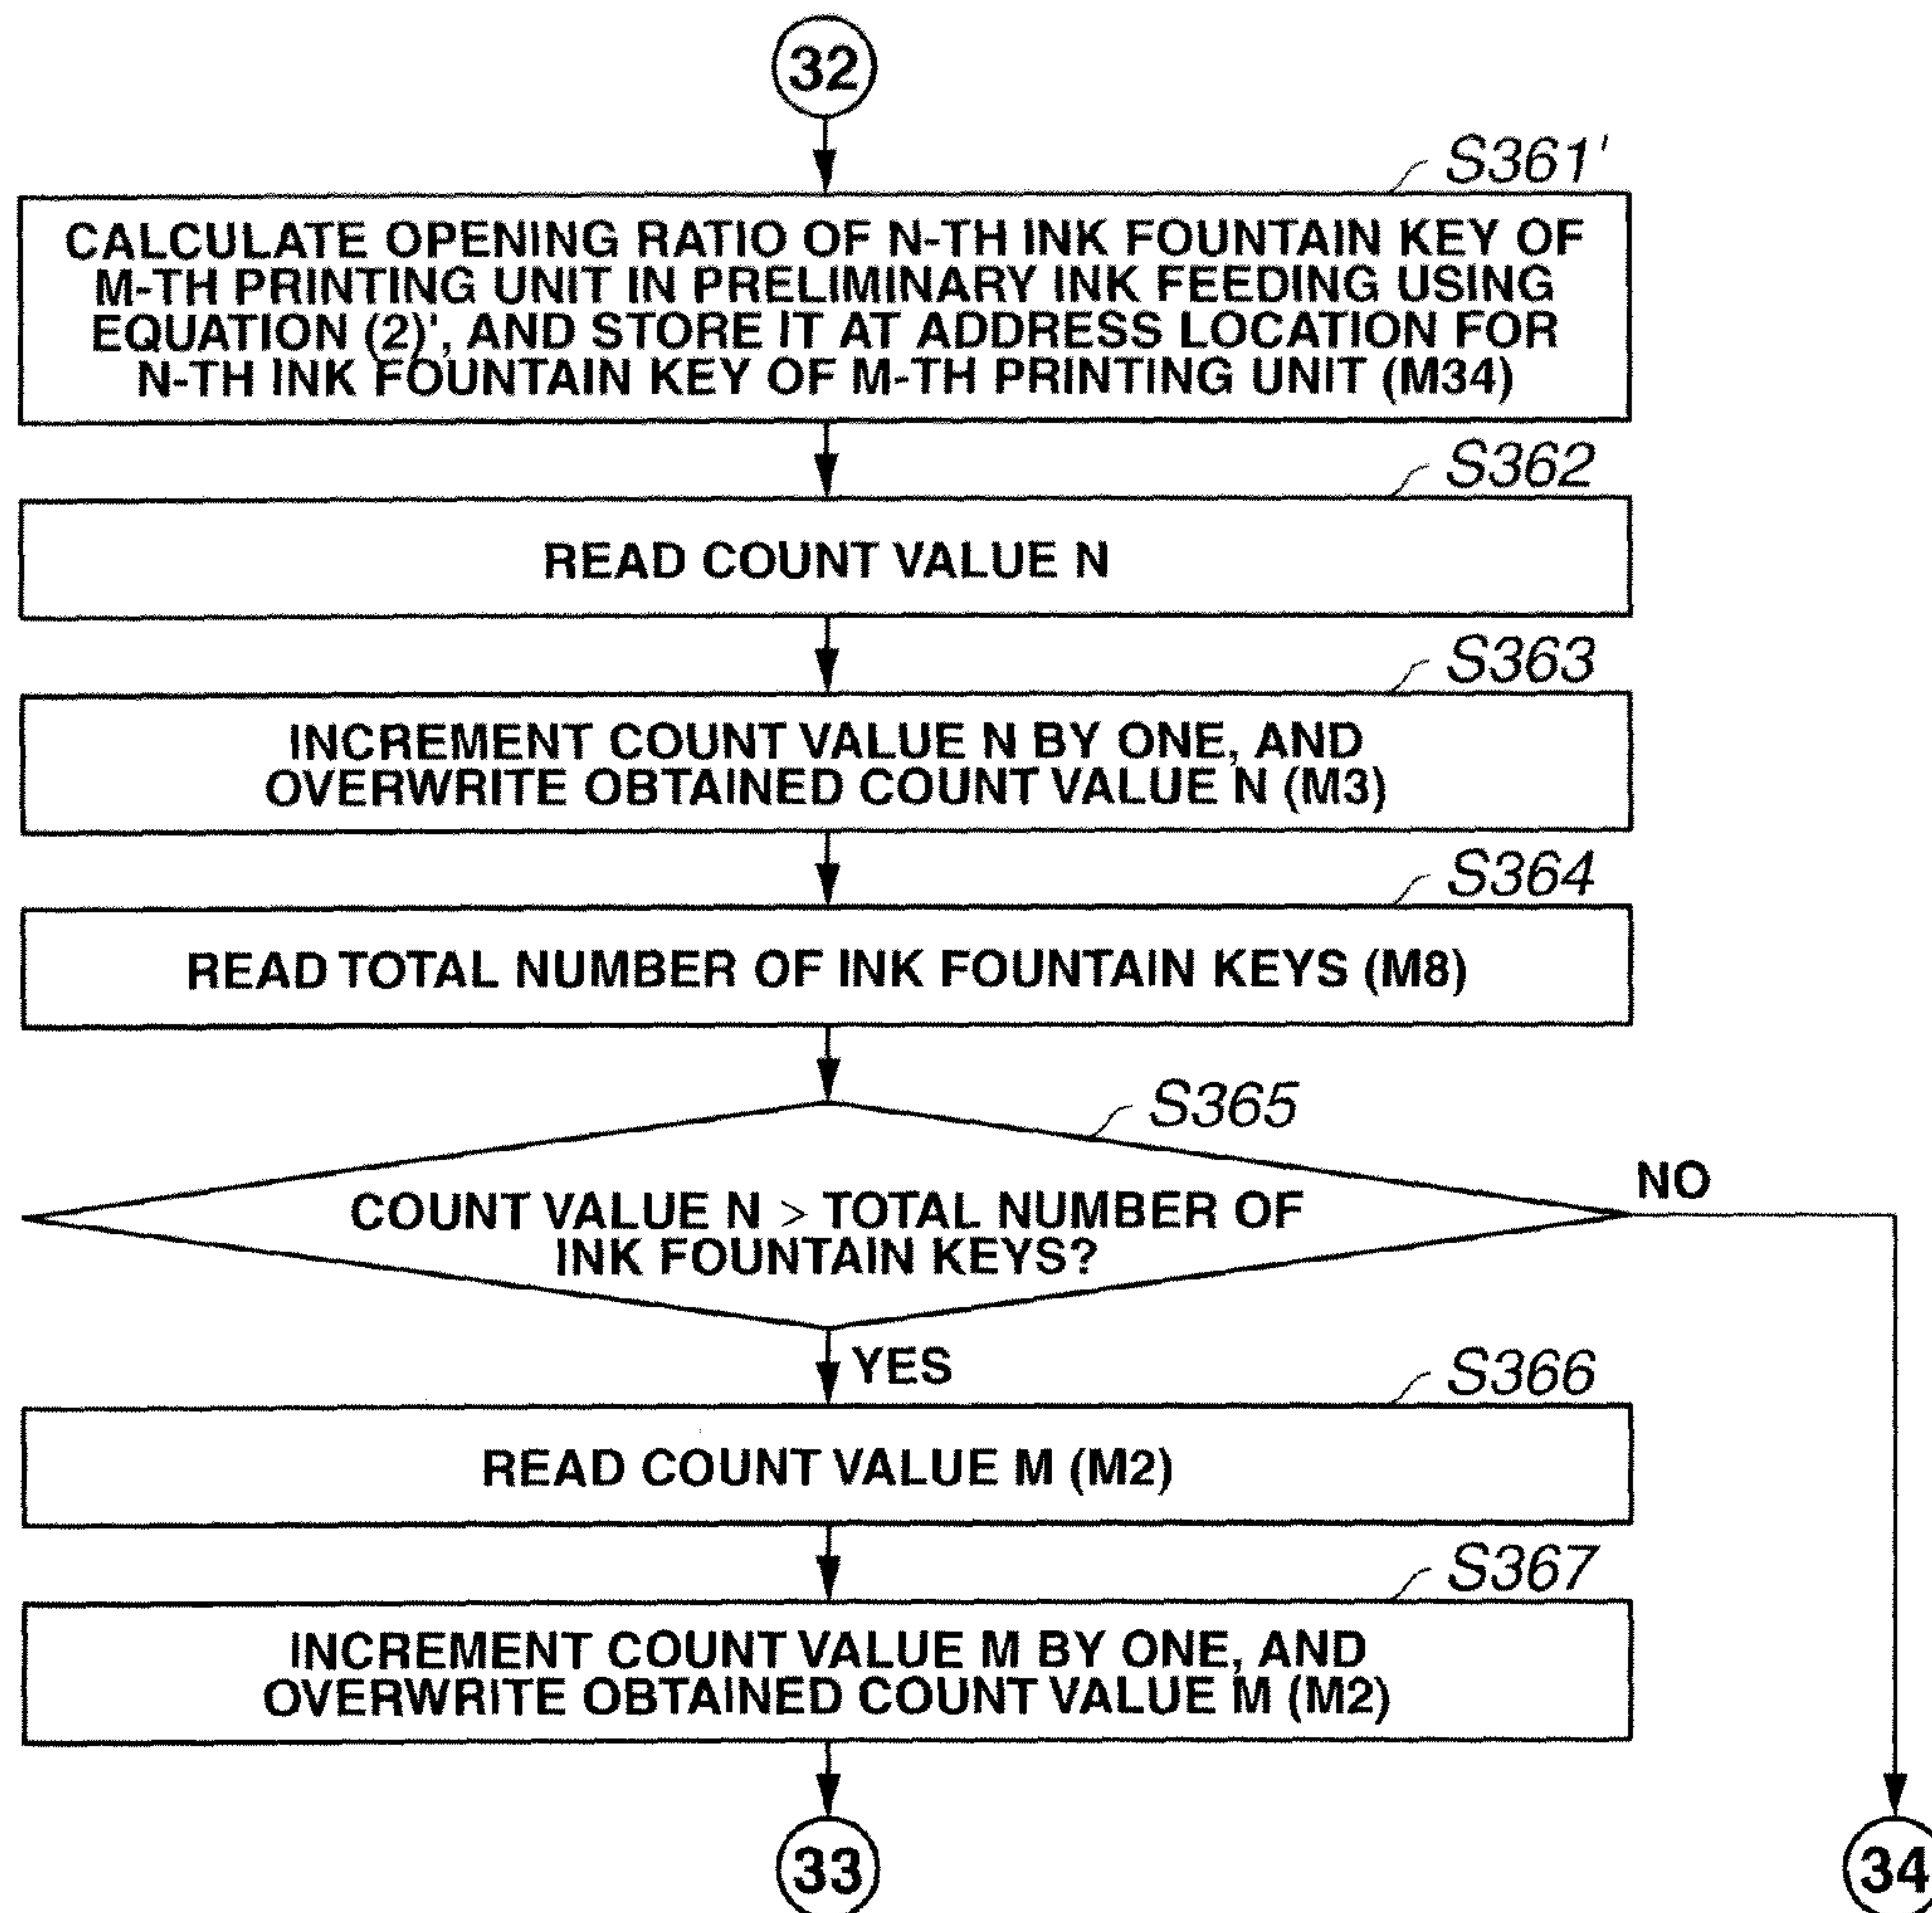 32
S361'
CALCULATE OPENING RATIO OF N-TH INK FOUNTAIN KEY OF
M-TH PRINTING UNIT IN PRELIMINARY INK FEEDING USING
EQUATION (2)', AND STORE IT AT ADDRESS LOCATION FOR
N-TH INK FOUNTAIN KEY OF M-TH PRINTING UNIT (M34)
S362
READ COUNT VALUE N
S363
INCREMENT COUNT VALUE N BY ONE, AND
OVERWRITE OBTAINED COUNT VALUE N (M3)
S364
READ TOTAL NUMBER OF INK FOUNTAIN KEYS (M8)
S365
NO
COUNT VALUE N > TOTAL NUMBER OF
INK FOUNTAIN KEYS?
YES
S366
READ COUNT VALUE M (M2)
S367
INCREMENT COUNT VALUE M BY ONE, AND
OVERWRITE OBTAINED COUNT VALUE M (M2)
33
34